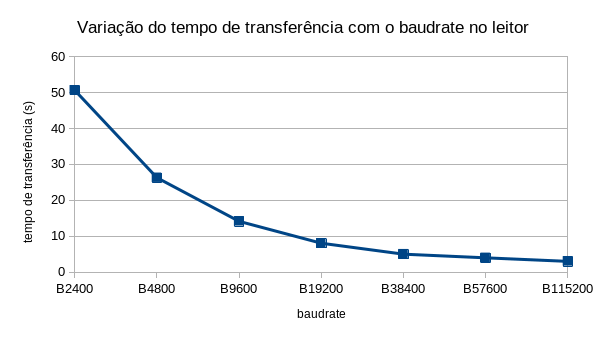 Variação do tempo de transferência com o baudrate no leitor
tempo de transferência (s)
60
50
40
30
20
10
0
B2400 B4800 B9600 B19200 B38400 B57600 B115200
baudrate